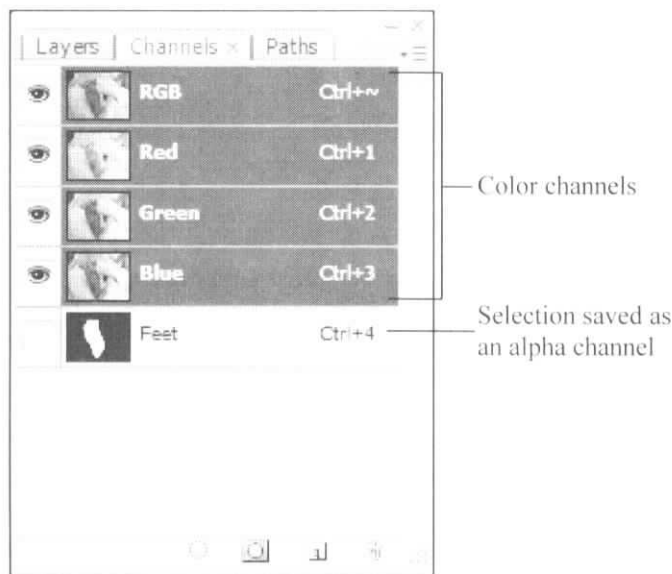 Layers Channels × Paths
RGB Ctrl+~
Red Ctrl+1
Green Ctrl+2
Blue Ctrl+3
Feet Ctrl+4
Color channels
Selection saved as
an alpha channel